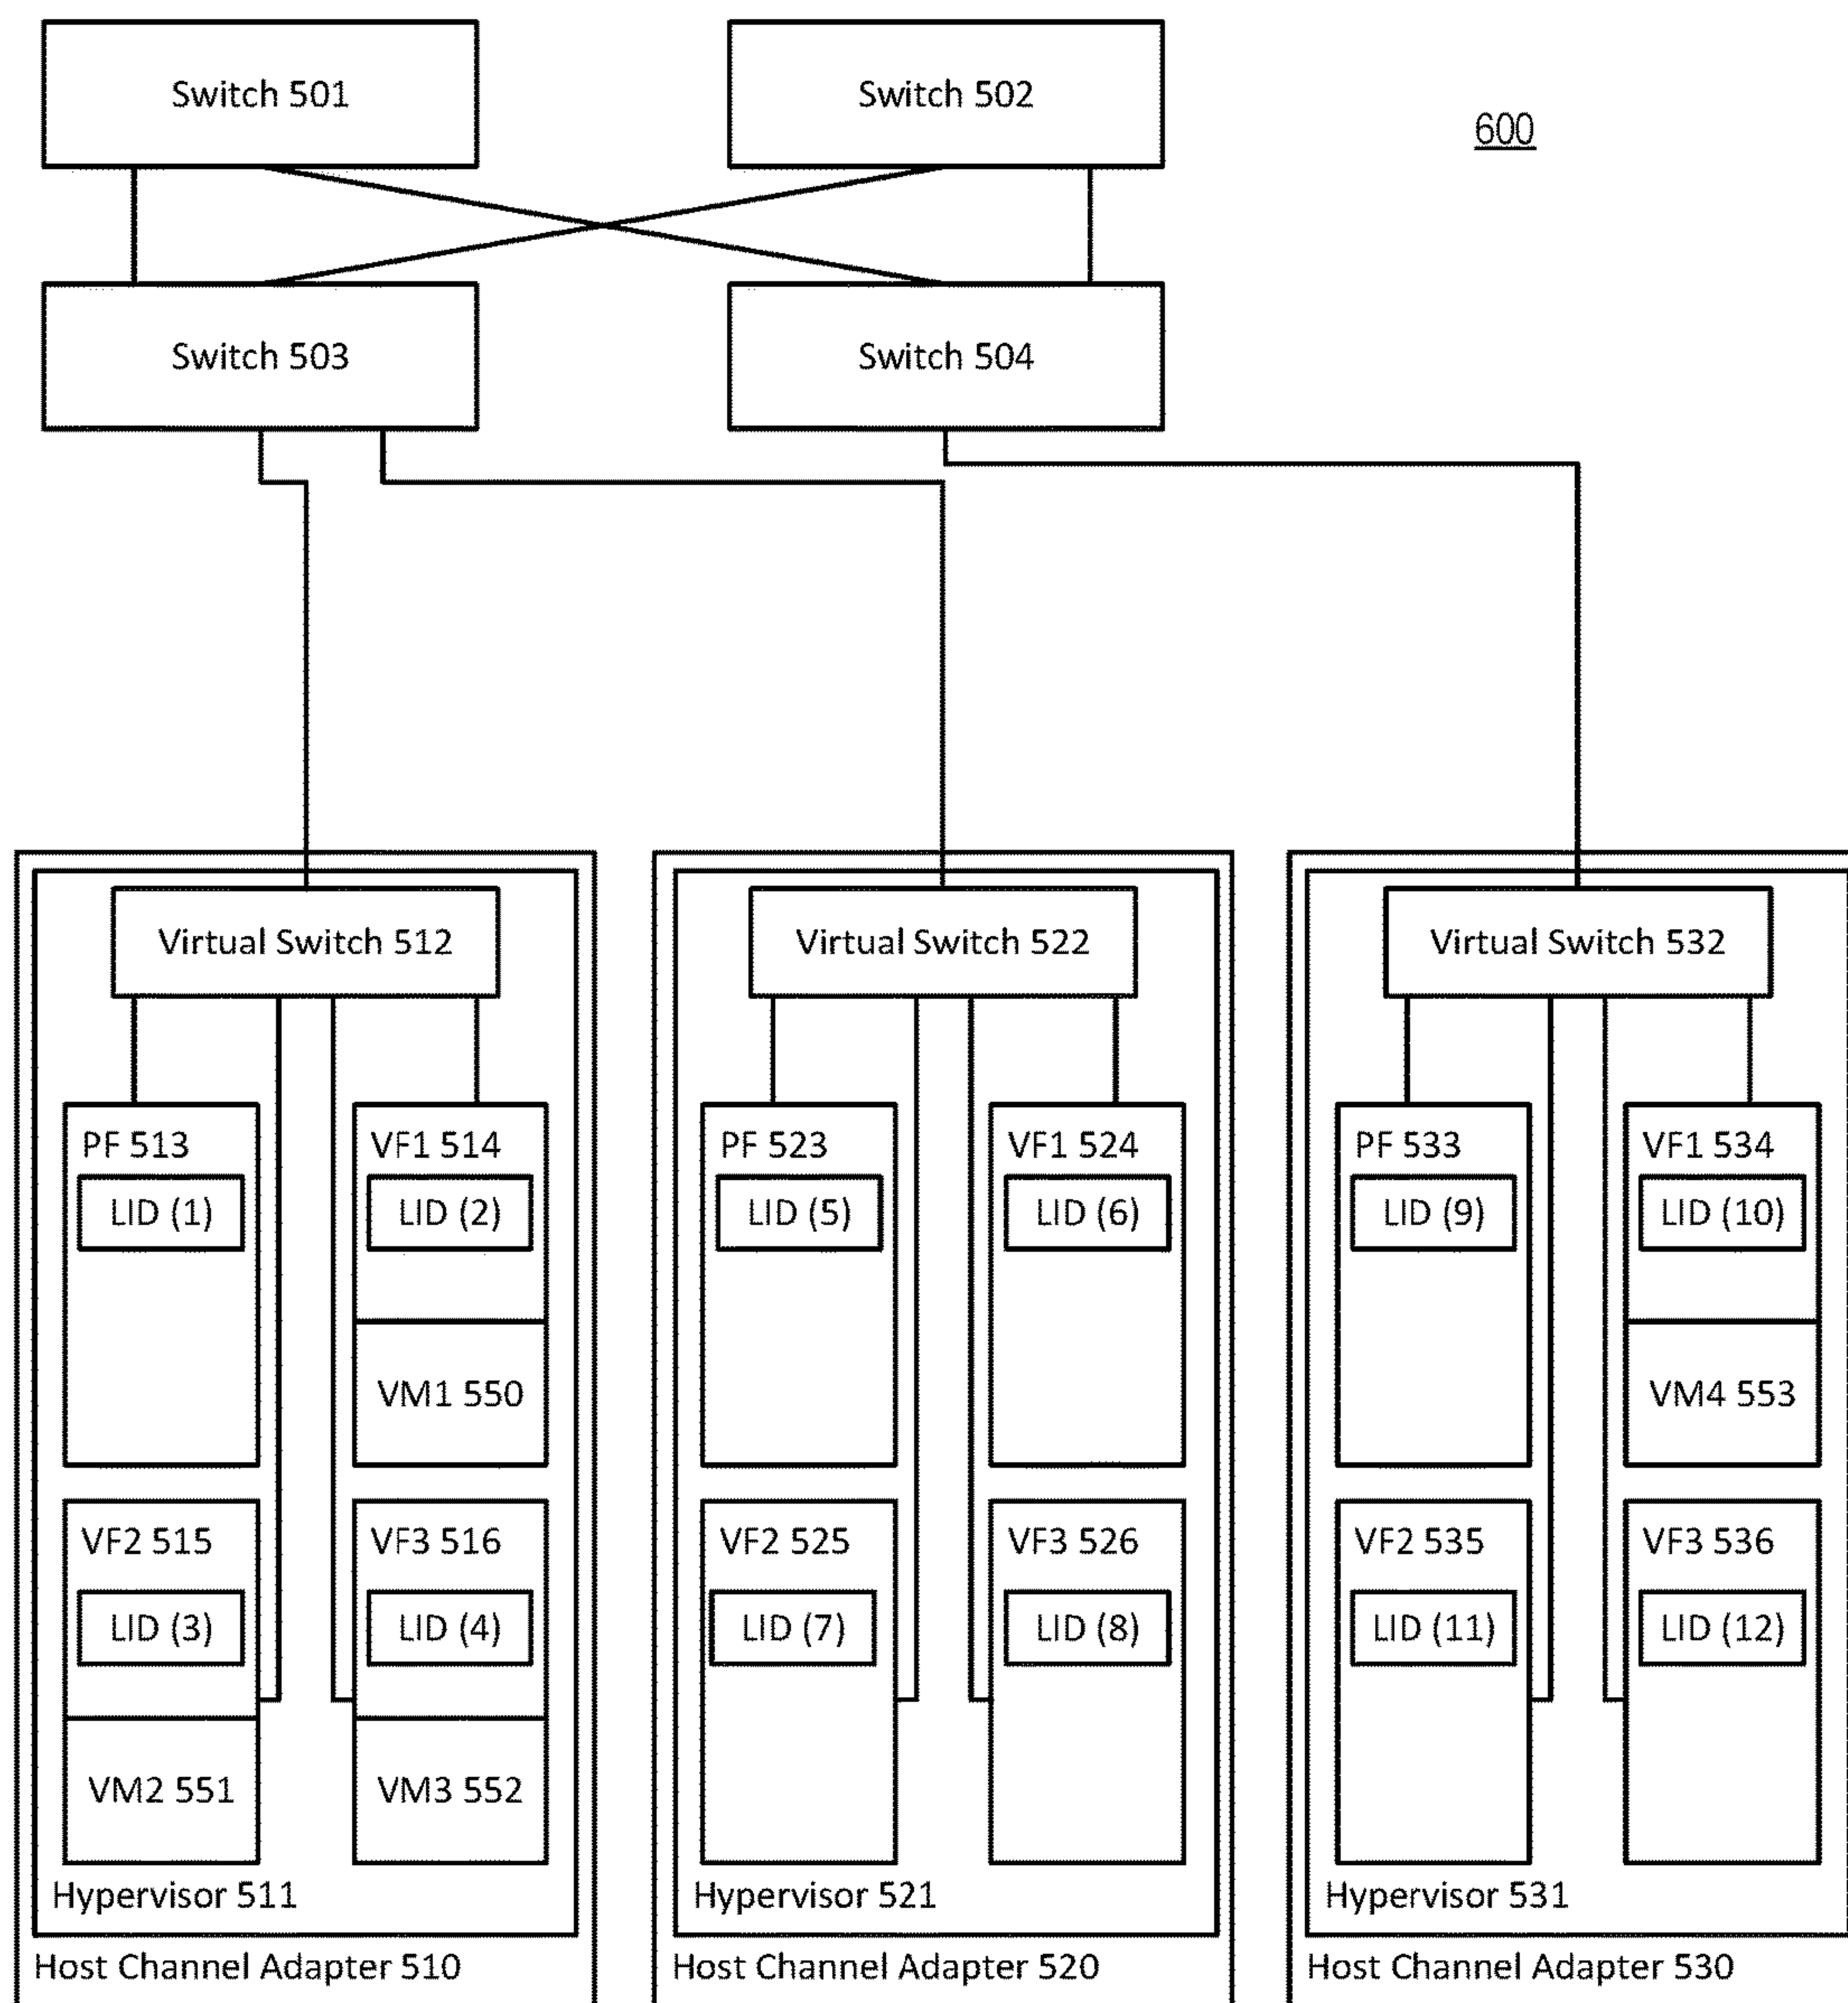 Switch 501
Switch 502
600
Switch 503
Switch 504
Virtual Switch 512
PF 513
LID (1)
VF1 514
LID (2)
VM1 550
VF2 515
LID (3)
VM2 551
VF3 516
LID (4)
VM3 552
Hypervisor 511
Host Channel Adapter 510
Virtual Switch 522
PF 523
LID (5)
VF1 524
LID (6)
VF2 525
LID (7)
VF3 526
LID (8)
Hypervisor 521
Host Channel Adapter 520
Virtual Switch 532
PF 533
LID (9)
VF1 534
LID (10)
VM4 553
VF2 535
LID (11)
VF3 536
LID (12)
Hypervisor 531
Host Channel Adapter 530